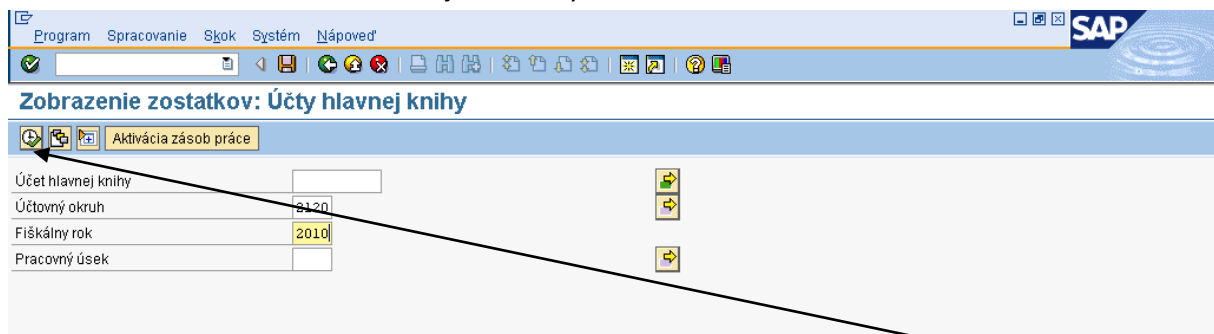 Program Spracovanie Skok Systém Nápoveď
SAP
Zobrazenie zostatkov: Účty hlavnej knihy
Aktivácia zásob práce
Účet hlavnej knihy
Účtovný okruh 2120
Fiškálny rok 2010
Pracovný úsek